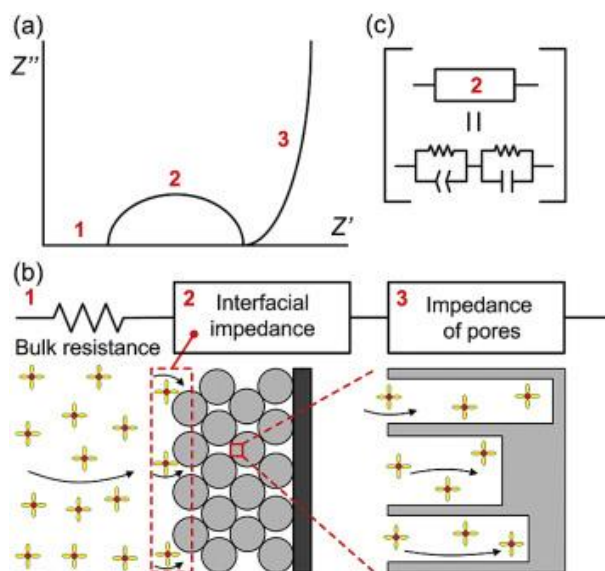 (a)
Z''
1
2
3
Z'
(c)
2
(b)
1
Bulk resistance
2
Interfacial
impedance
3
Impedance
of pores